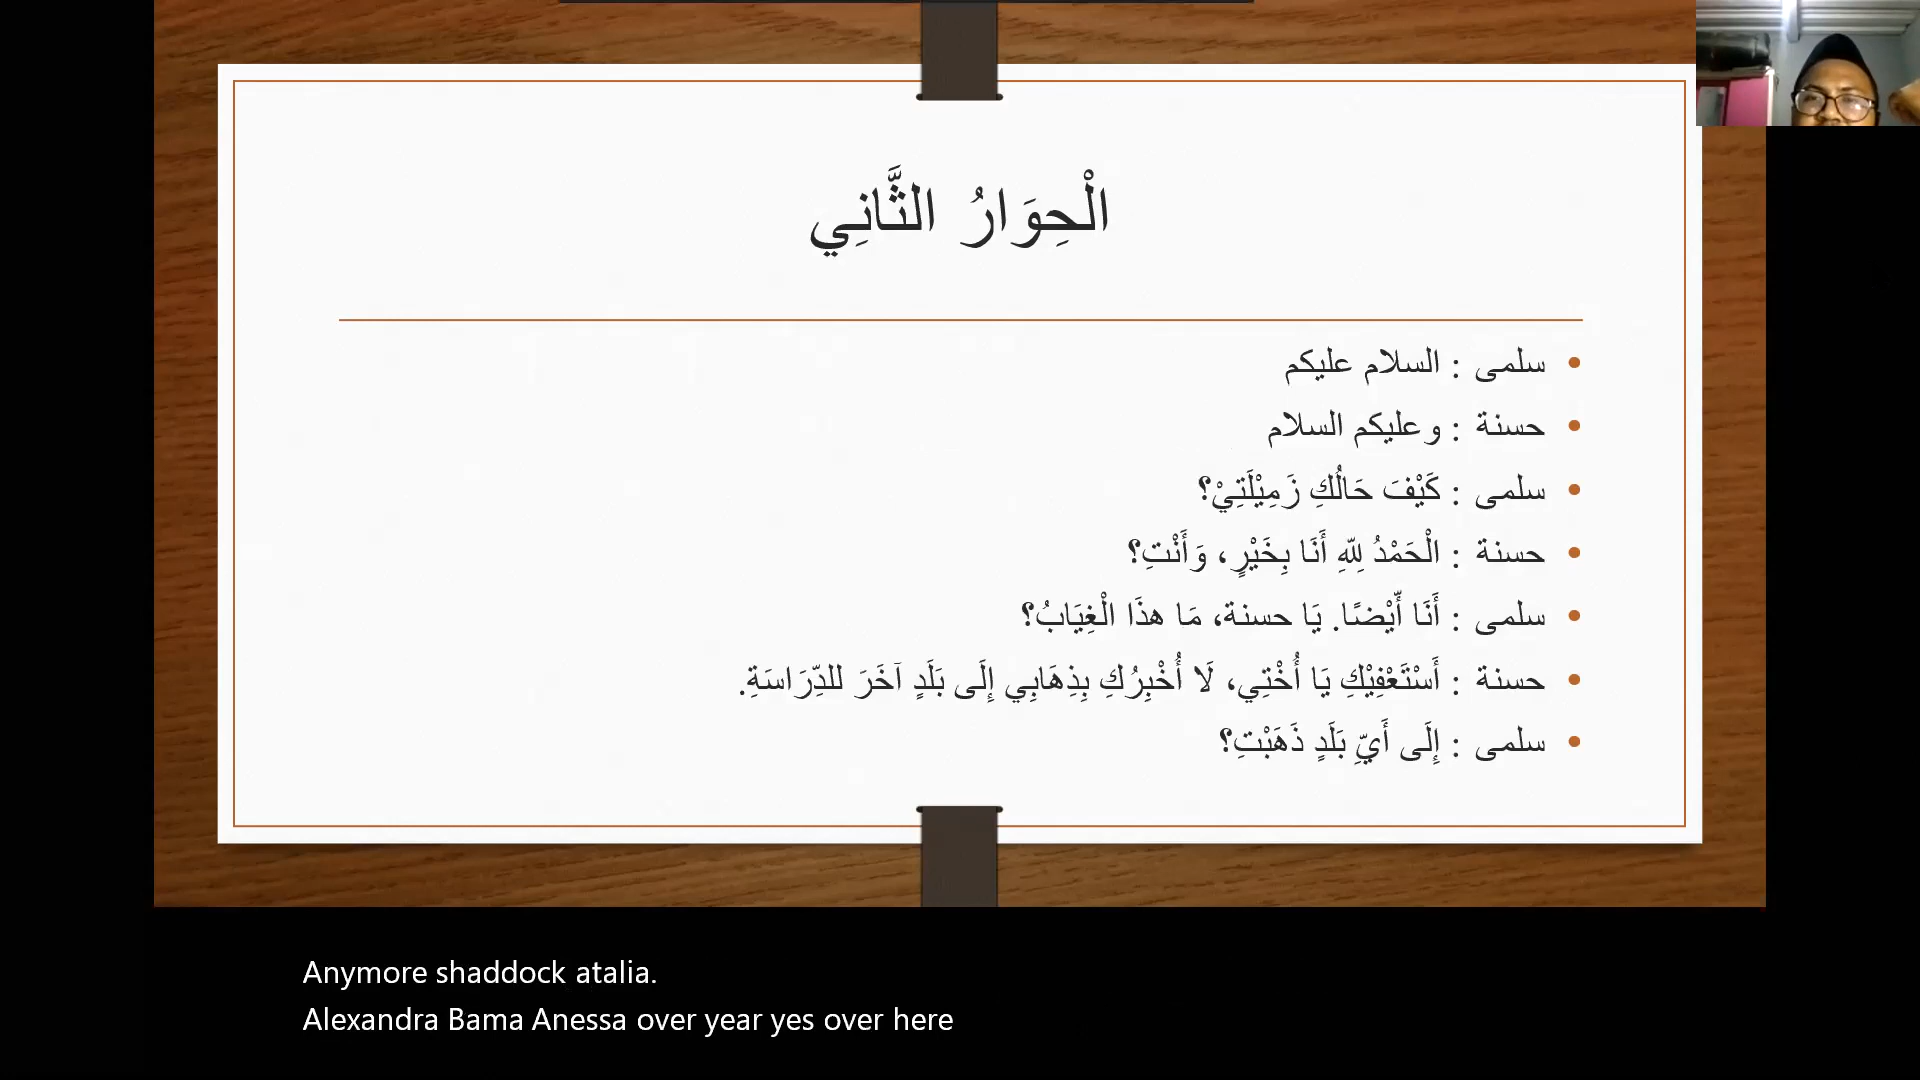 الْحِوَارُ الثَّانِي
• سلمى : السلام عليكم
• حسنة : وعليكم السلام
• سلمى : كَيْفَ حَالُكِ زَمِيْلَتِيْ؟
• حسنة : الْحَمْدُ لِلّٰهِ أَنَا بِخَيْرٍ، وَأَنْتِ؟
• سلمى : أَنَا أَيْضًا. يَا حسنة، مَا هذَا الْغِيَابُ؟
• حسنة : أَسْتَعْفِيْكِ يَا أُخْتِي، لَا أُخْبِرُكِ بِذِهَابِي إِلَى بَلَدٍ آخَرَ للدِّرَاسَةِ.
• سلمى : إِلَى أَيِّ بَلَدٍ ذَهَبْتِ؟
Anymore shaddock atalia.
Alexandra Bama Anessa over year yes over here